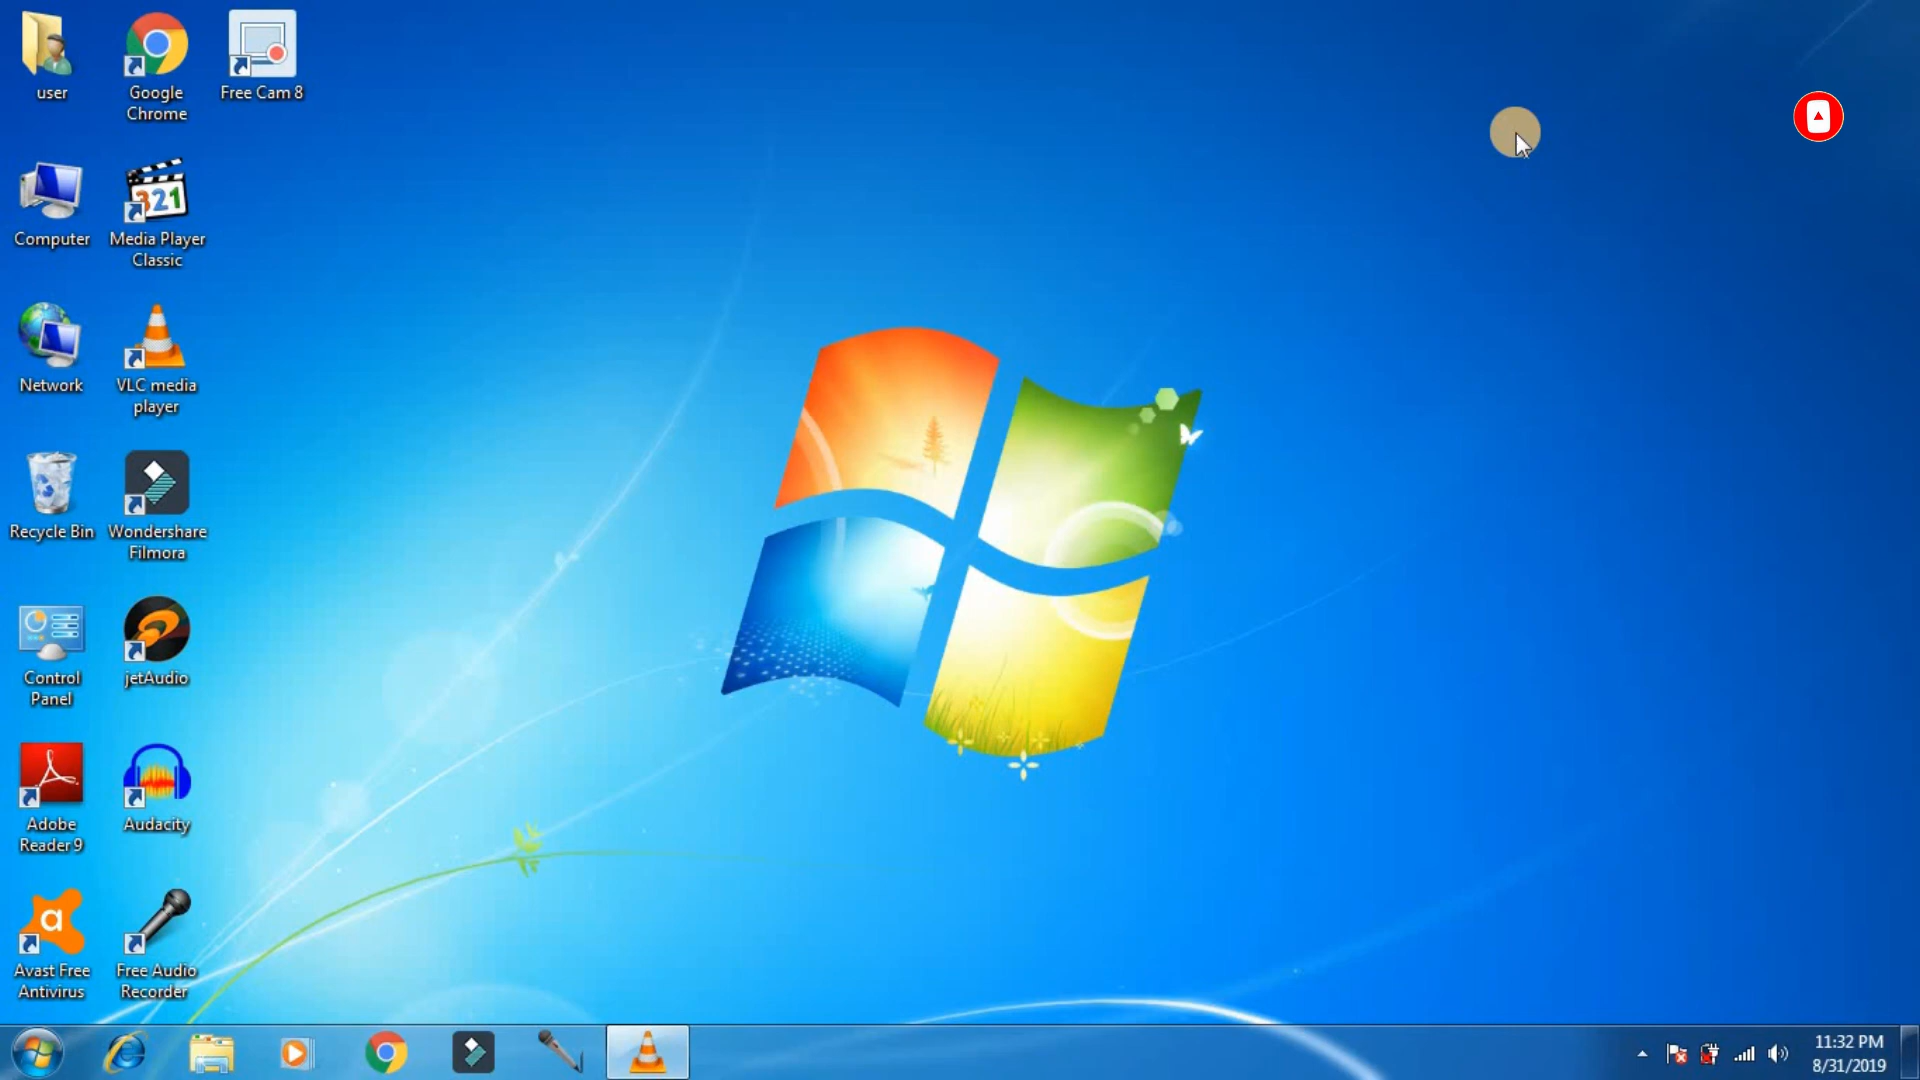 user
Google
Chrome
Free Cam 8
Computer
321
Media Player
Classic
Network
VLC media
player
Recycle Bin
Wondershare
Filmora
Control
Panel
jetAudio
Adobe
Reader 9
Audacity
a
Avast Free
Antivirus
Free Audio
Recorder
11:32 PM
8/31/2019